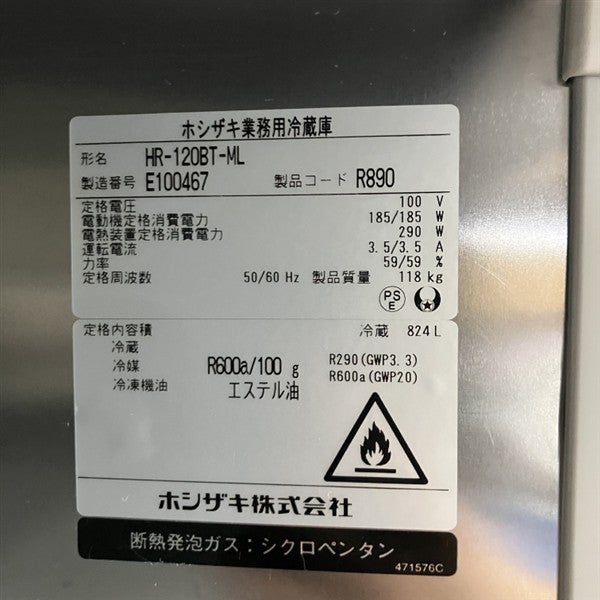 ホシザキ業務用冷蔵庫
形名 HR-120BT-ML
製造番号 E100467 製品コード R890
定格電圧 100 V
電動機定格消費電力 185/185 W
電熱装置定格消費電力 290 W
運転電流 3.5/3.5 A
力率 59/59 %
定格周波数 50/60 Hz 製品質量 118 kg
PS
E
定格内容積 冷蔵 824 L
冷蔵
冷媒 R600a/100 g R290(GWP3.3)
冷凍機油 エステル油 R600a(GWP20)
ホシザキ株式会社
断熱発泡ガス：シクロペンタン
471576C